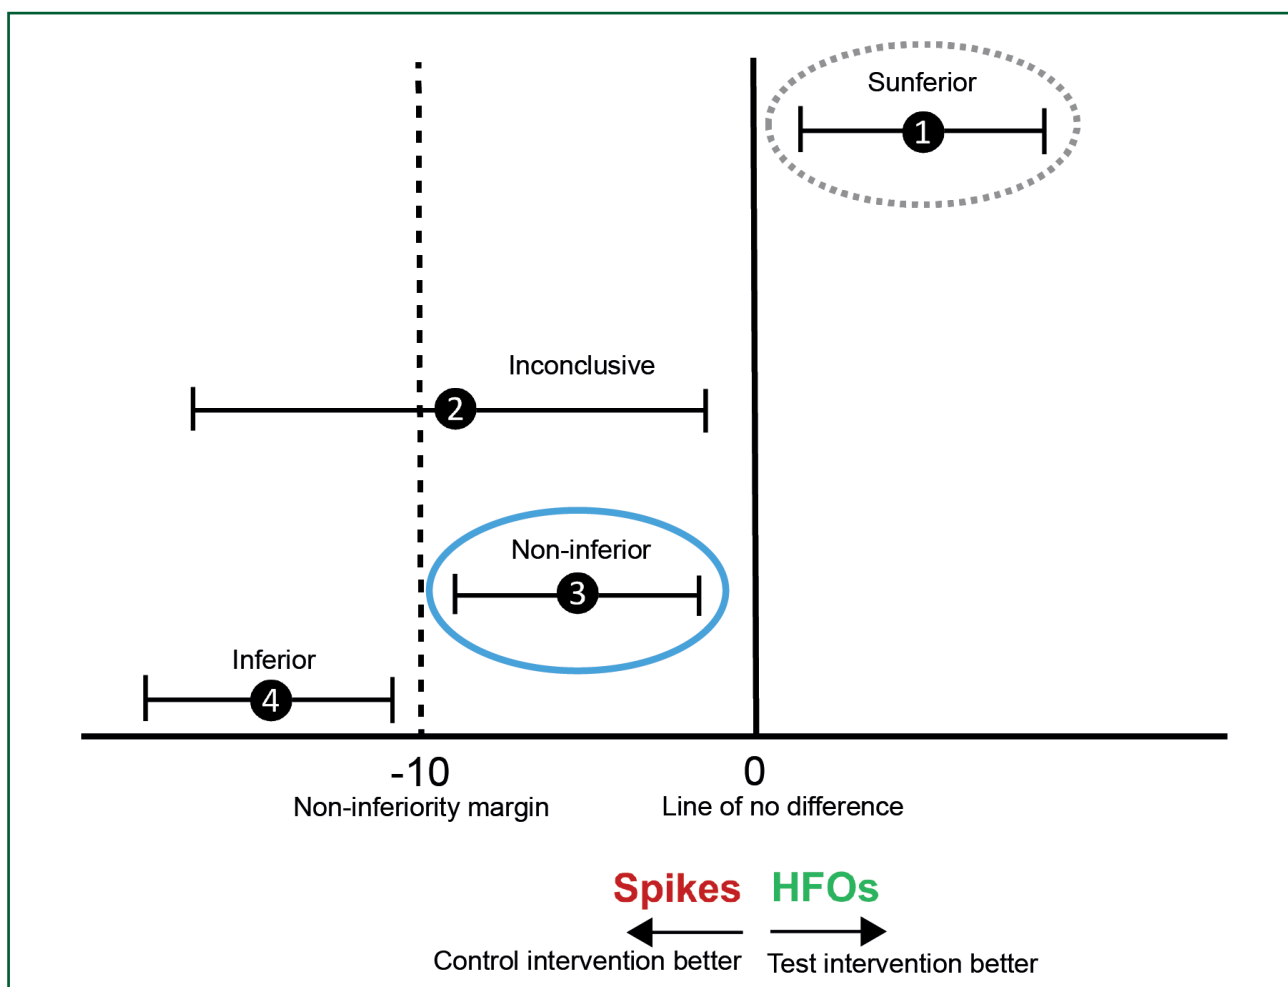 Sunferior
1
Inconclusive
2
Non-inferior
3
Inferior
4
-10
0
Non-inferiority margin
Line of no difference
Spikes
HFOs
Control intervention better
Test intervention better